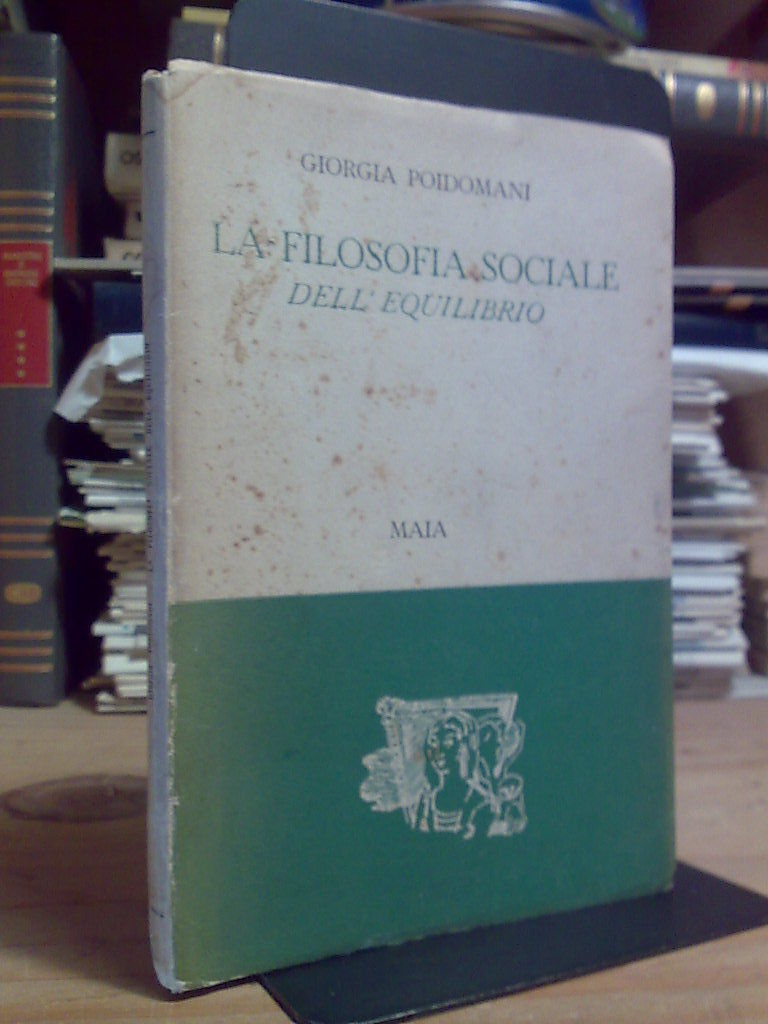 GIORGIA POIDOMANI
LA FILOSOFIA SOCIALE
DELL' EQUILIBRIO
MAIA